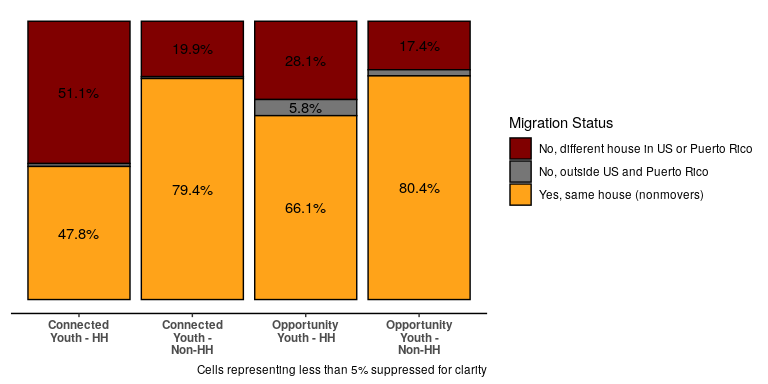 51.1%
47.8%
19.9%
79.4%
28.1%
5.8%
66.1%
17.4%
80.4%
Migration Status
No, different house in US or Puerto Rico
No, outside US and Puerto Rico
Yes, same house (nonmovers)
Connected
Youth - HH
Connected
Youth -
Non-HH
Opportunity
Youth - HH
Opportunity
Youth -
Non-HH
Cells representing less than 5% suppressed for clarity